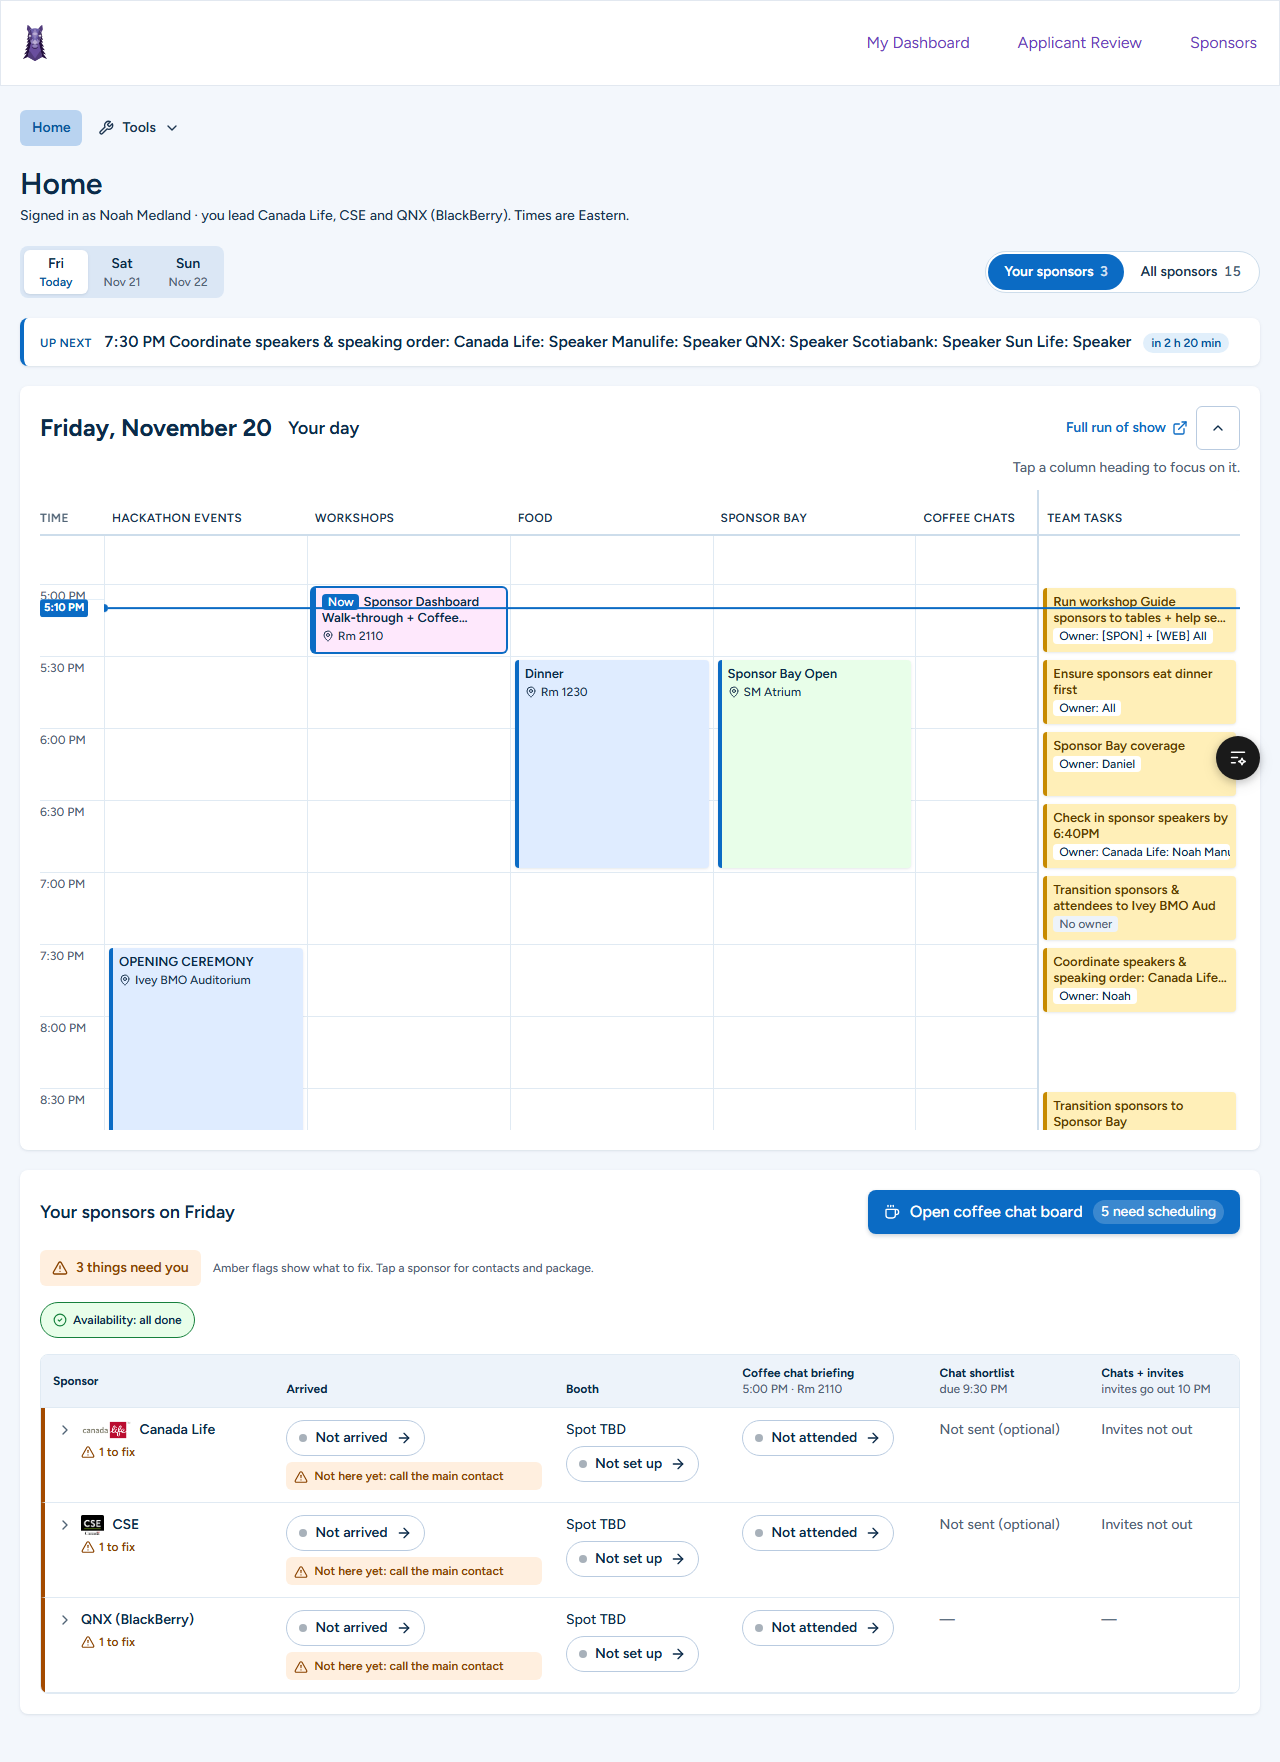 My Dashboard
Applicant Review
Sponsors
Home
Tools
Home
Signed in as Noah Medland · you lead Canada Life, CSE and QNX (BlackBerry). Times are Eastern.
Fri
Today
Sat
Nov 21
Sun
Nov 22
Your sponsors 3
All sponsors 15
UP NEXT 7:30 PM Coordinate speakers & speaking order: Canada Life: Speaker Manulife: Speaker QNX: Speaker Scotiabank: Speaker Sun Life: Speaker in 2 h 20 min
Friday, November 20 Your day
Full run of show
Tap a column heading to focus on it.
TIME HACKATHON EVENTS WORKSHOPS FOOD SPONSOR BAY COFFEE CHATS TEAM TASKS
5:00 PM
5:10 PM
Now Sponsor Dashboard
Walk-through + Coffee...
Rm 2110
Run workshop Guide
sponsors to tables + help se...
Owner: [SPON] + [WEB] All
5:30 PM
Dinner
Rm 1230
Sponsor Bay Open
SM Atrium
Ensure sponsors eat dinner
first
Owner: All
6:00 PM
Sponsor Bay coverage
Owner: Daniel
6:30 PM
Check in sponsor speakers by
6:40PM
Owner: Canada Life: Noah Manu
7:00 PM
Transition sponsors &
attendees to Ivey BMO Aud
No owner
7:30 PM
OPENING CEREMONY
Ivey BMO Auditorium
Coordinate speakers &
speaking order: Canada Life...
Owner: Noah
8:00 PM
8:30 PM
Transition sponsors to
Sponsor Bay
Your sponsors on Friday
Open coffee chat board 5 need scheduling
3 things need you
Amber flags show what to fix. Tap a sponsor for contacts and package.
Availability: all done
Sponsor
Arrived
Booth
Coffee chat briefing
5:00 PM · Rm 2110
Chat shortlist
due 9:30 PM
Chats + invites
invites go out 10 PM
canada life
Canada Life
1 to fix
Not arrived
Not here yet: call the main contact
Spot TBD
Not set up
Not attended
Not sent (optional)
Invites not out
CSE
CSE
1 to fix
Not arrived
Not here yet: call the main contact
Spot TBD
Not set up
Not attended
Not sent (optional)
Invites not out
QNX (BlackBerry)
1 to fix
Not arrived
Not here yet: call the main contact
Spot TBD
Not set up
Not attended
—
—